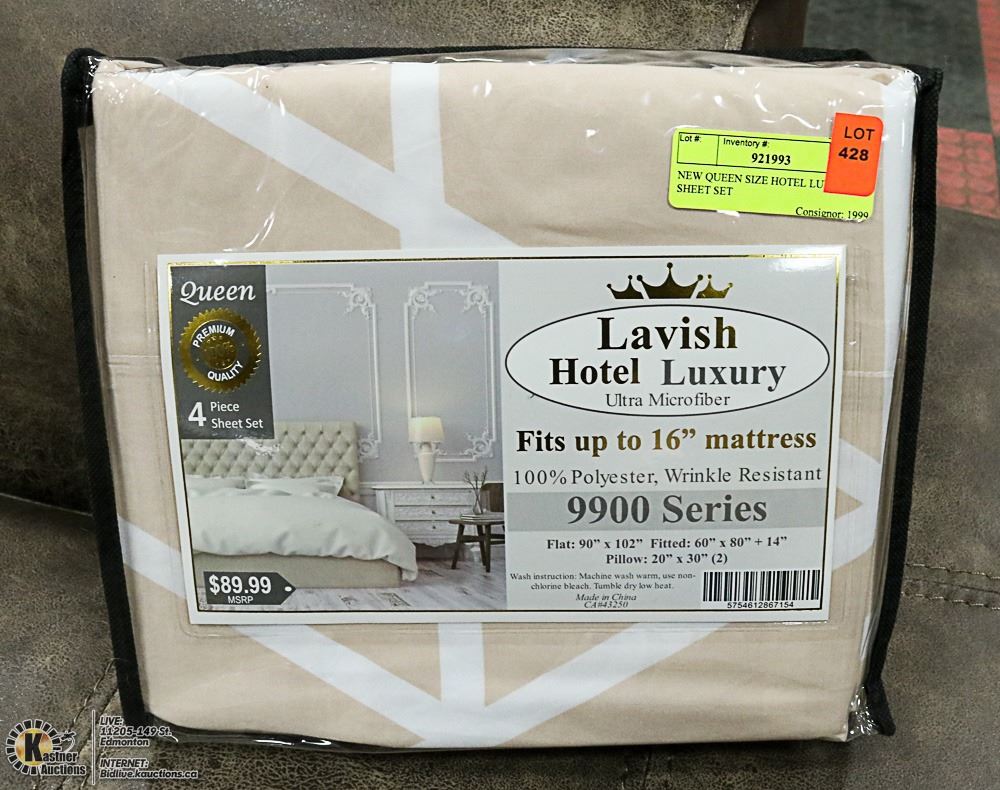 Lot #:
Inventory #:
921993
LOT
428
NEW QUEEN SIZE HOTEL LU
SHEET SET
Consignor: 1999
Queen
PREMIUM
QUALITY
4 Piece
Sheet Set
Lavish
Hotel Luxury
Ultra Microfiber
Fits up to 16” mattress
100% Polyester, Wrinkle Resistant
9900 Series
Flat: 90” x 102” Fitted: 60” x 80” + 14”
Pillow: 20” x 30” (2)
Wash instruction: Machine wash warm, use non-
chlorine bleach. Tumble dry low heat.
Made in China
CA#43250
5754612867154
$89.99
MSRP
Kastner
Auctions
LIVE:
11205-149 St.
Edmonton
INTERNET:
Bidlive.kauctions.ca